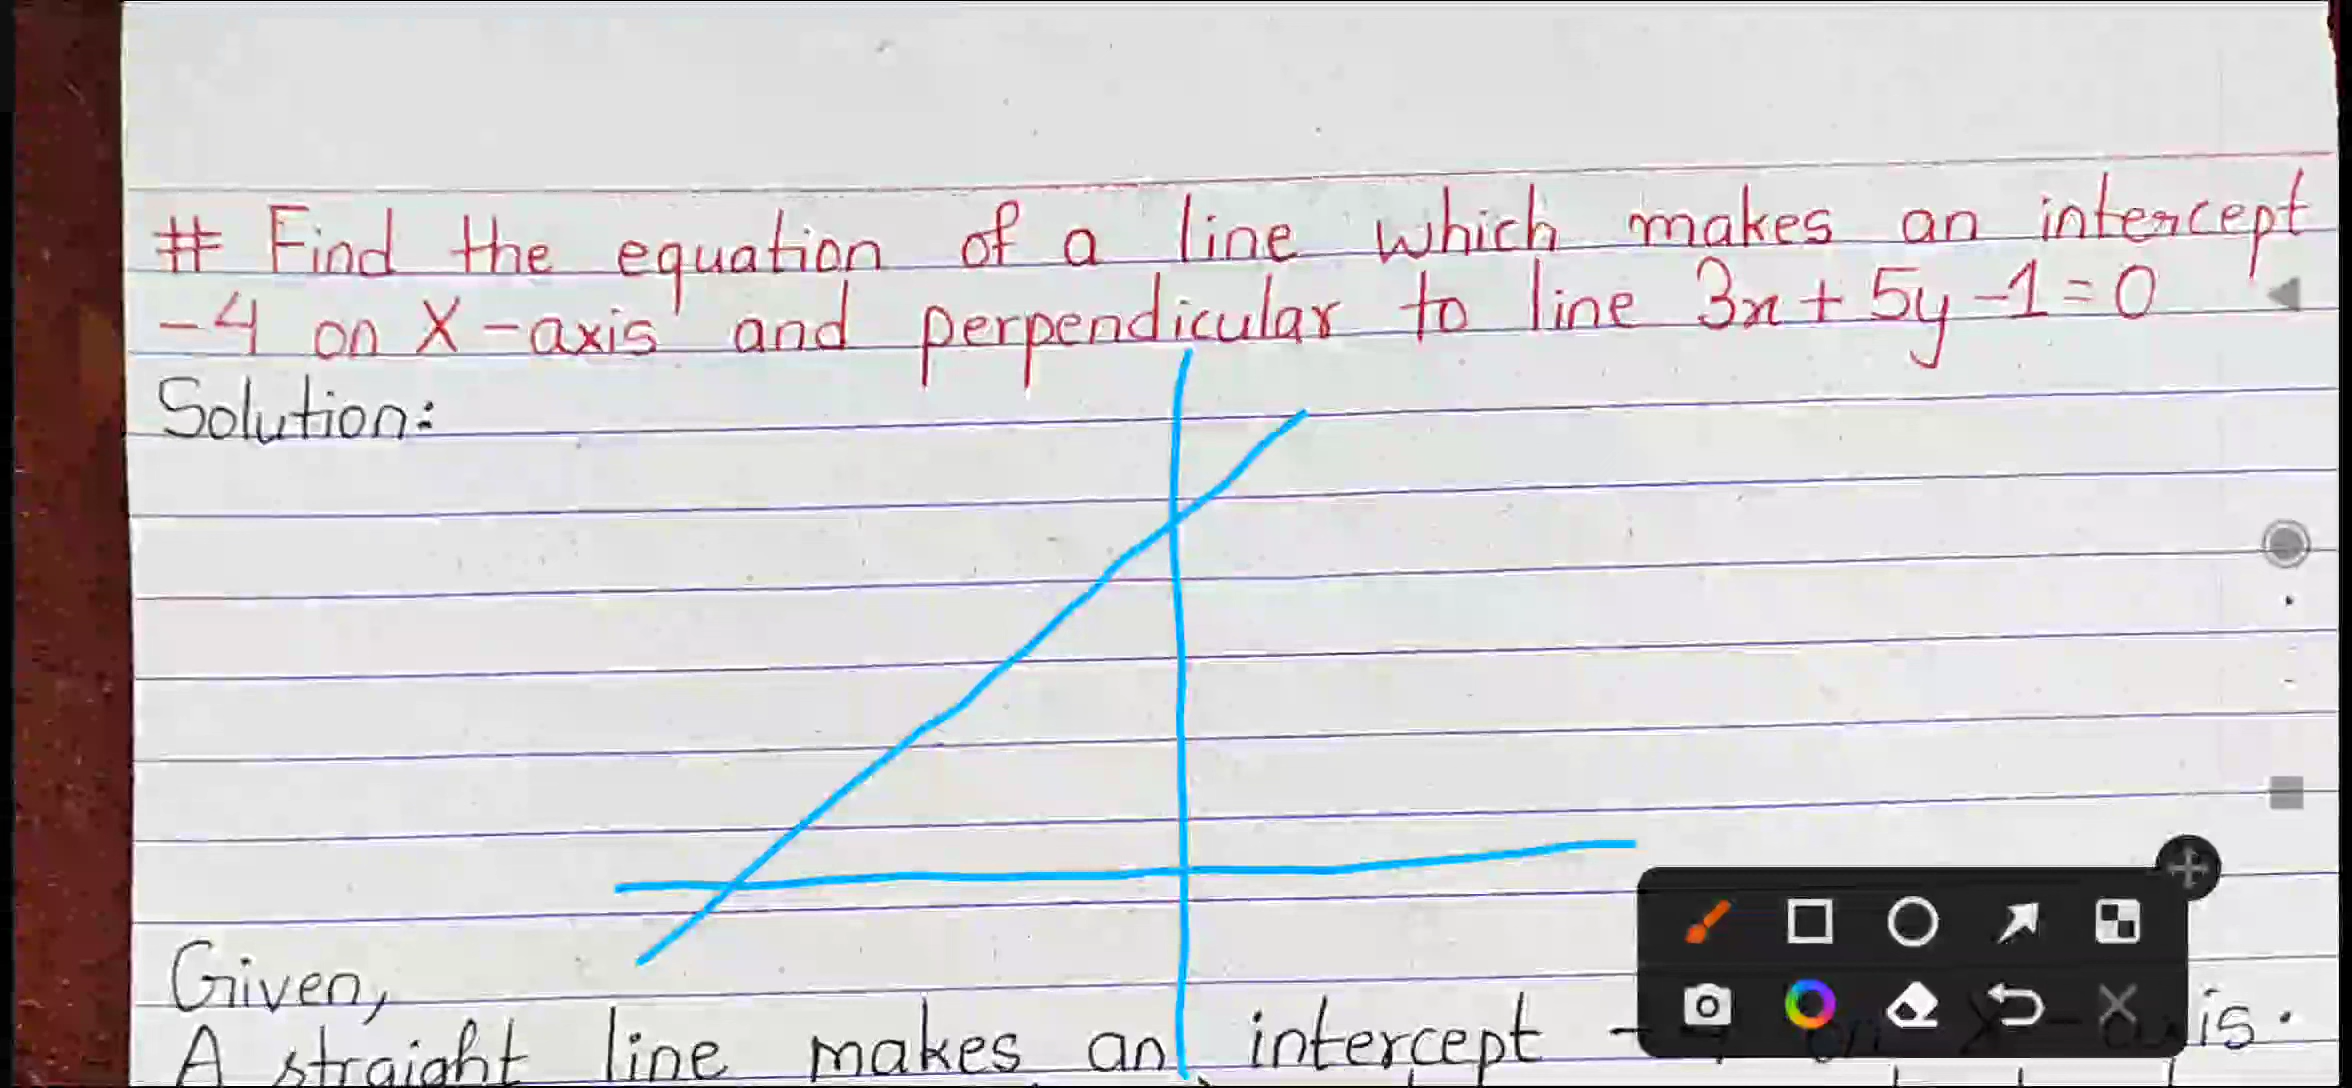 # Find the equation of a line which makes an intercept
-4 on X-axis and perpendicular to line 3x + 5y -1 = 0
Solution:
Given,
A straight line makes an intercept